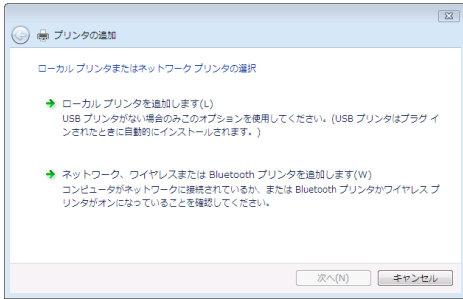 プリンタの追加
ローカル プリンタまたはネットワーク プリンタの選択
ローカル プリンタを追加します(L)
USB プリンタがない場合のみこのオプションを使用してください。(USB プリンタはプラグ イ
ンされたときに自動的にインストールされます。)
ネットワーク、ワイヤレスまたは Bluetooth プリンタを追加します(W)
コンピュータがネットワークに接続されているか、または Bluetooth プリンタかワイヤレス プ
リンタがオンになっていることを確認してください。
次へ(N)
キャンセル